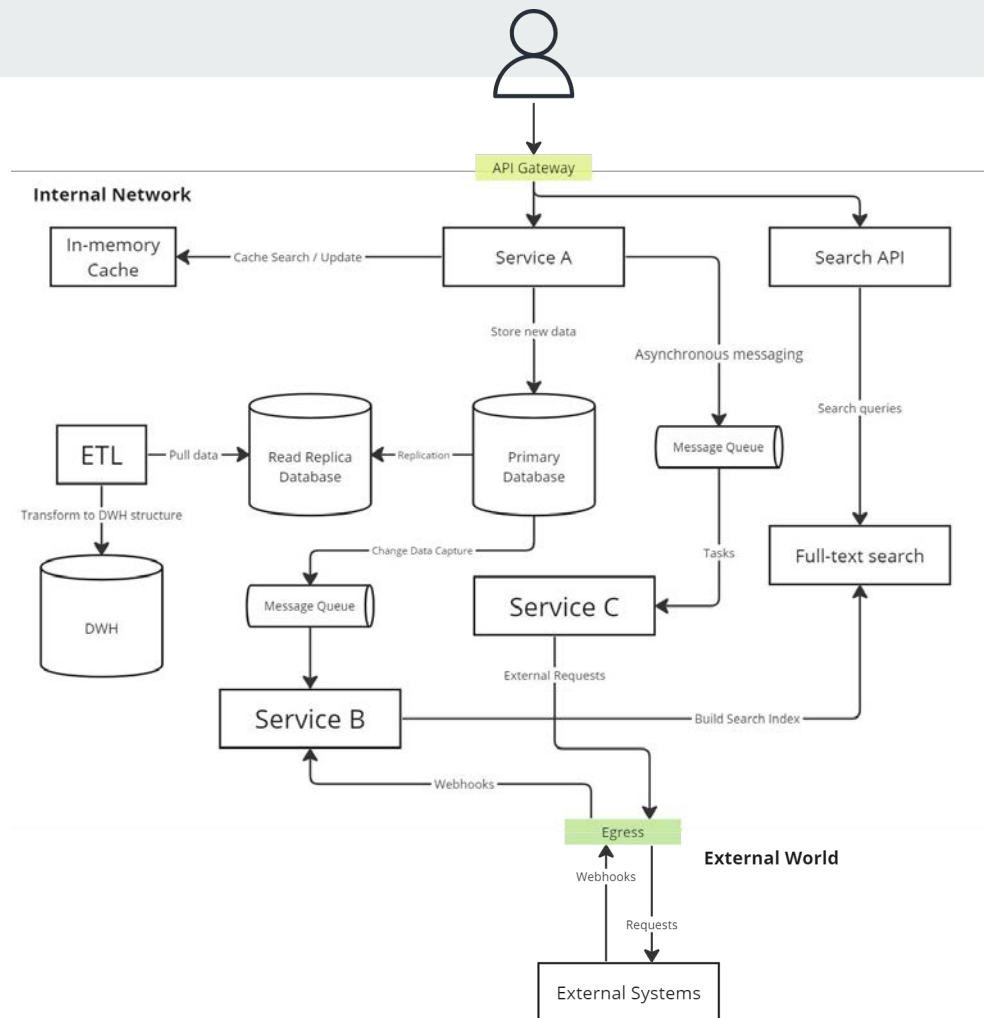 API Gateway
Internal Network
In-memory
Cache
Cache Search / Update
Service A
Search API
Store new data
Asynchronous messaging
Search queries
ETL
Pull data
Read Replica
Database
Replication
Primary
Database
Message Queue
Transform to DWH structure
Change Data Capture
Tasks
Full-text search
DWH
Message Queue
Service C
External Requests
Service B
Build Search Index
Webhooks
Egress
External World
Webhooks
Requests
External Systems